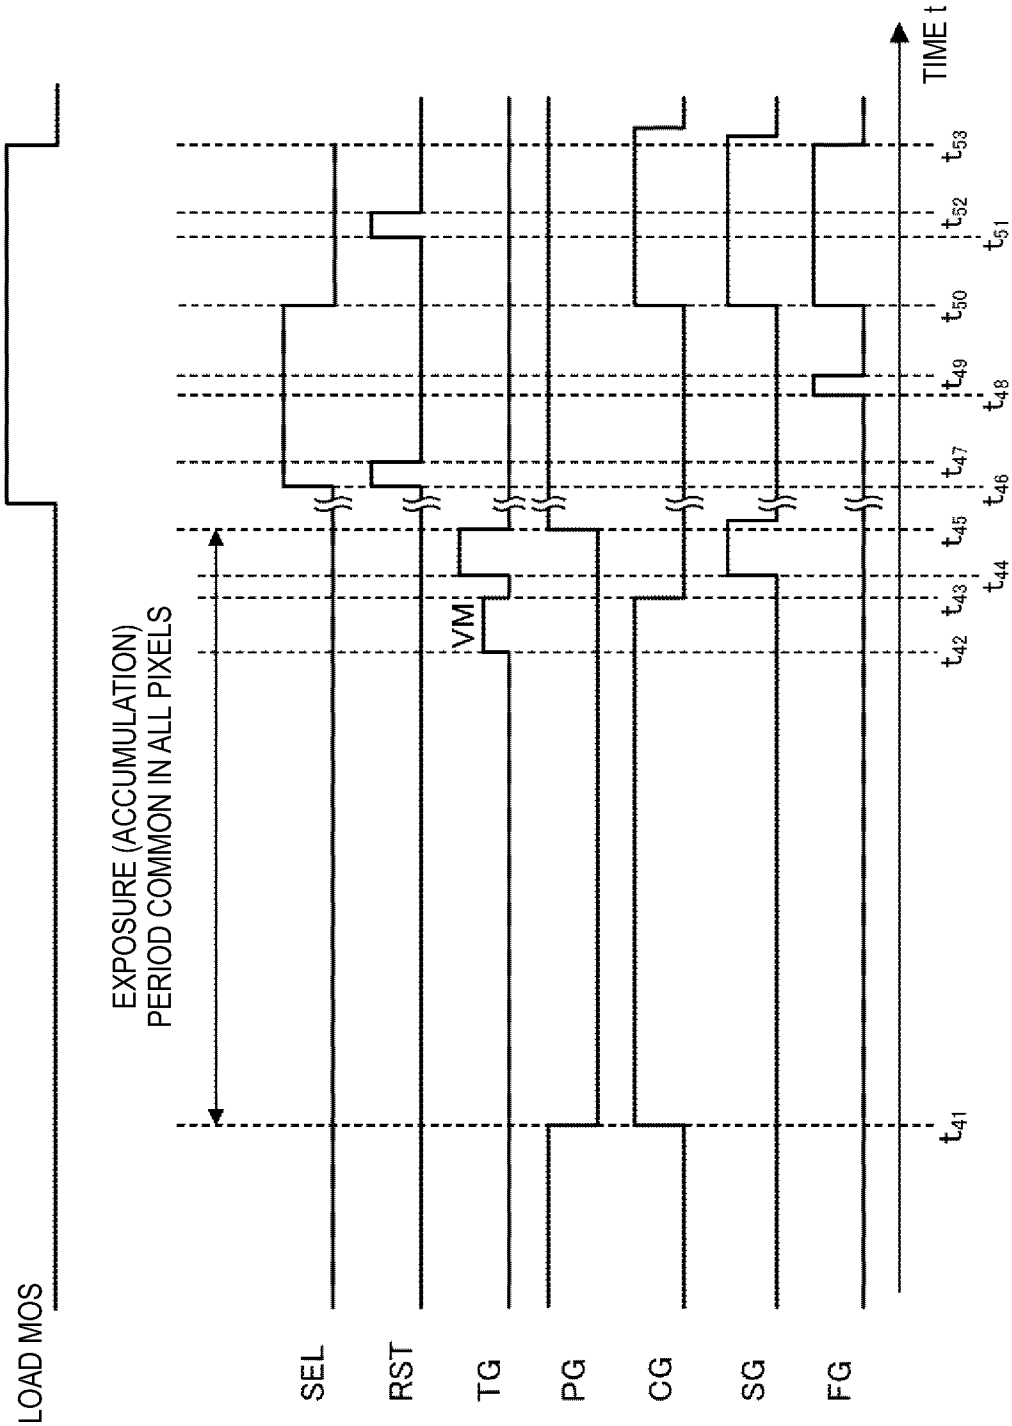 LOAD MOS
EXPOSURE (ACCUMULATION)
PERIOD COMMON IN ALL PIXELS
SEL
RST
TG
VM
PG
CG
SG
FG
t41
t42
t43
t44
t45
t46
t47
t48
t49
t50
t51
t52
t53
TIME t